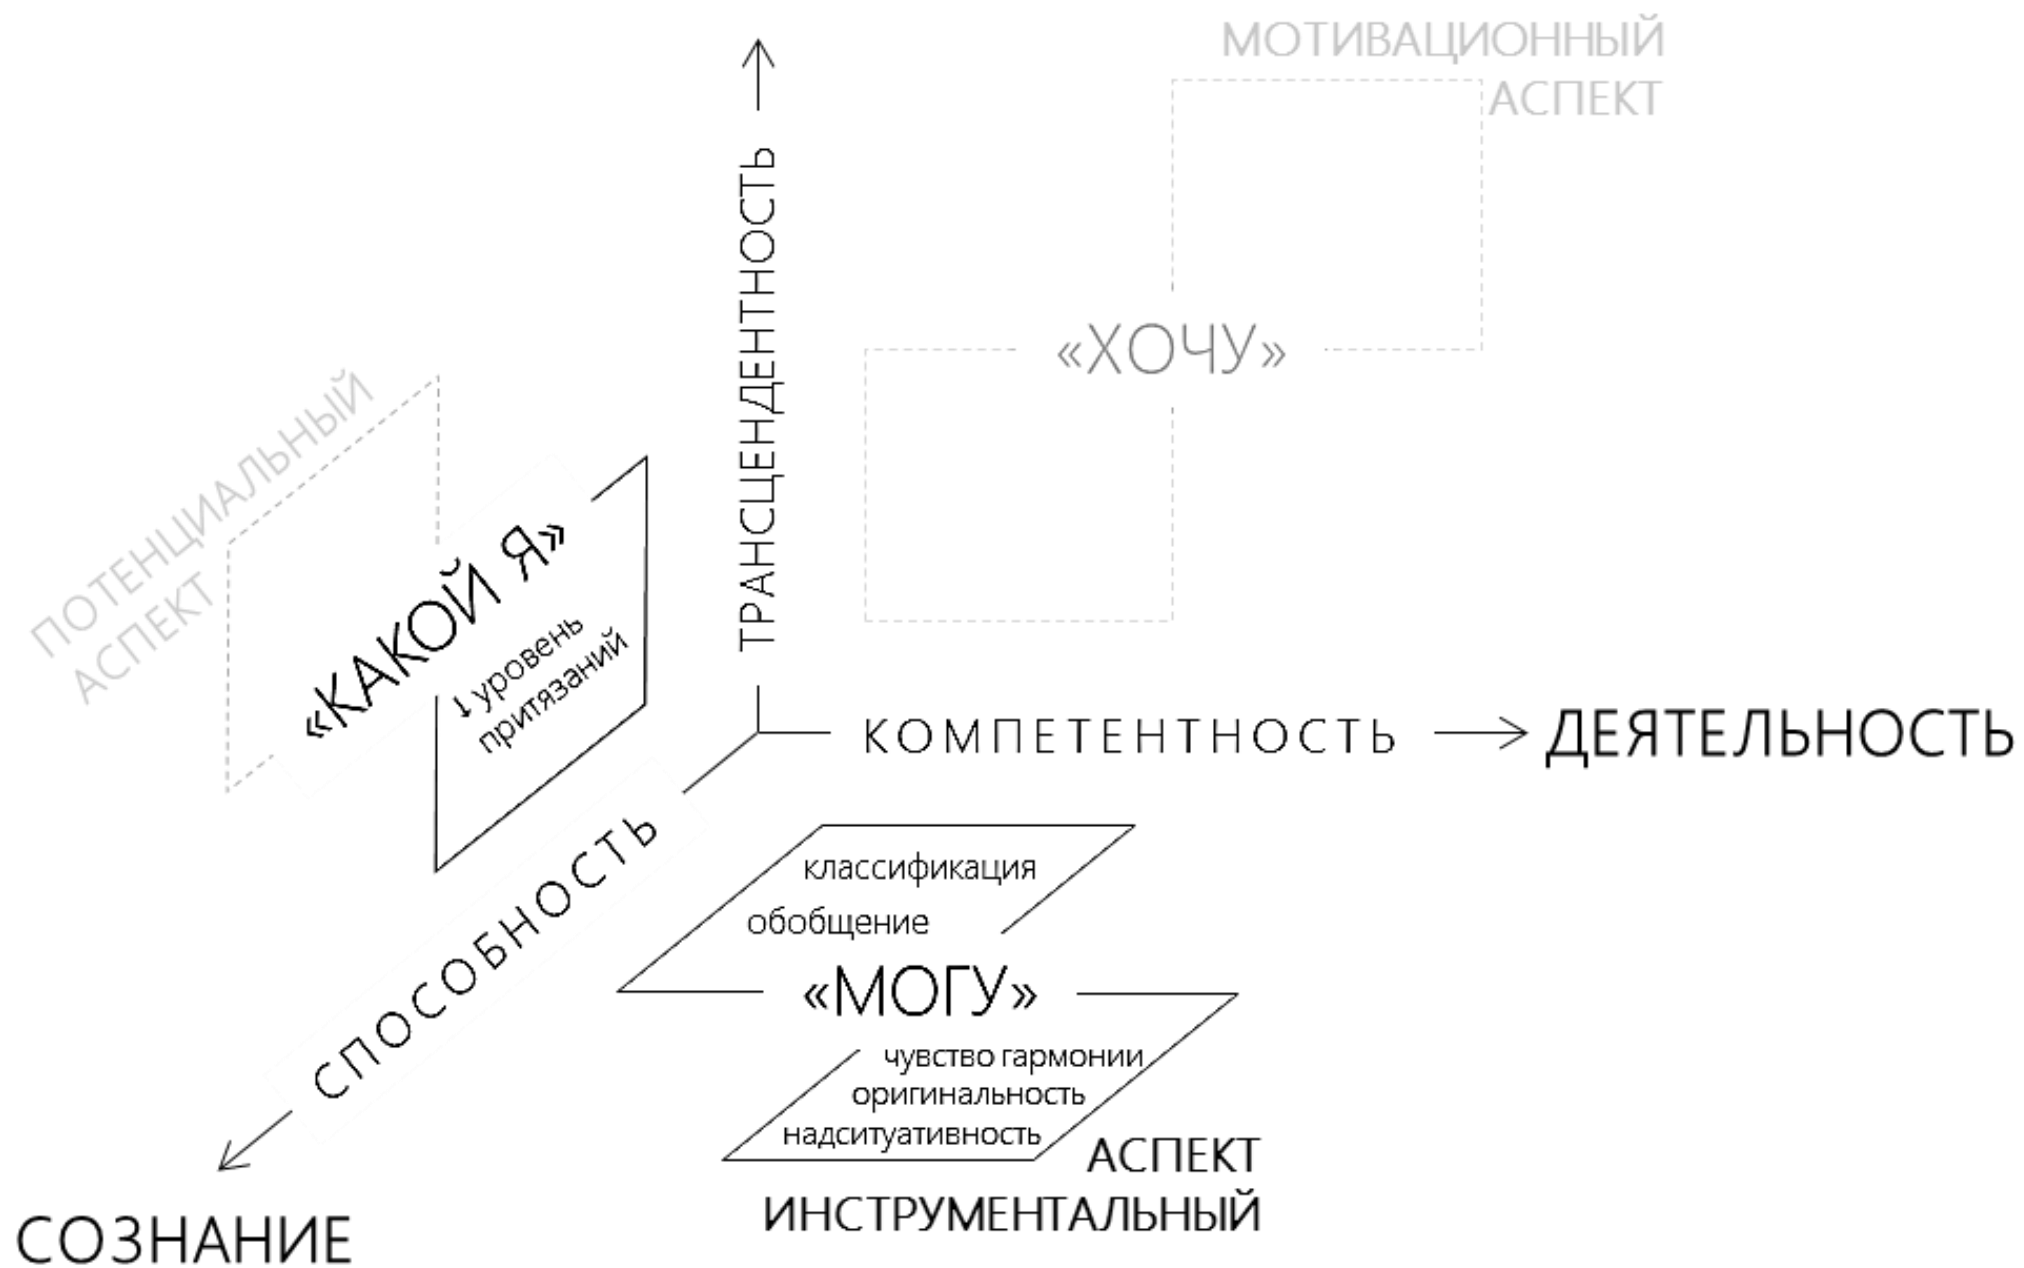 МОТИВАЦИОННЫЙ
АСПЕКТ
ТРАНСЦЕНДЕНТНОСТЬ
«ХОЧУ»
ПОТЕНЦИАЛЬНЫЙ
АСПЕКТ
«КАКОЙ Я»
↓ уровень
притязаний
КОМПЕТЕНТНОСТЬ
ДЕЯТЕЛЬНОСТЬ
СПОСОБНОСТЬ
классификация
обобщение
«МОГУ»
чувство гармонии
оригинальность
надситуативность
АСПЕКТ
ИНСТРУМЕНТАЛЬНЫЙ
СОЗНАНИЕ